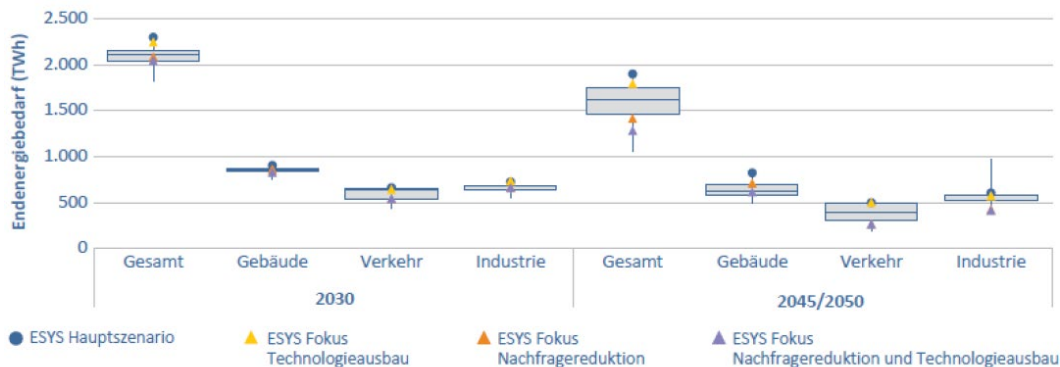 Endenergiebedarf (TWh)
2.500
2.000
1.500
1.000
500
0
Gesamt Gebäude Verkehr Industrie Gesamt Gebäude Verkehr Industrie
2030 2045/2050
ESYS Hauptszenario ESYS Fokus ESYS Fokus ESYS Fokus
Technologieausbau Nachfragereduktion Nachfragereduktion und Technologieausbau